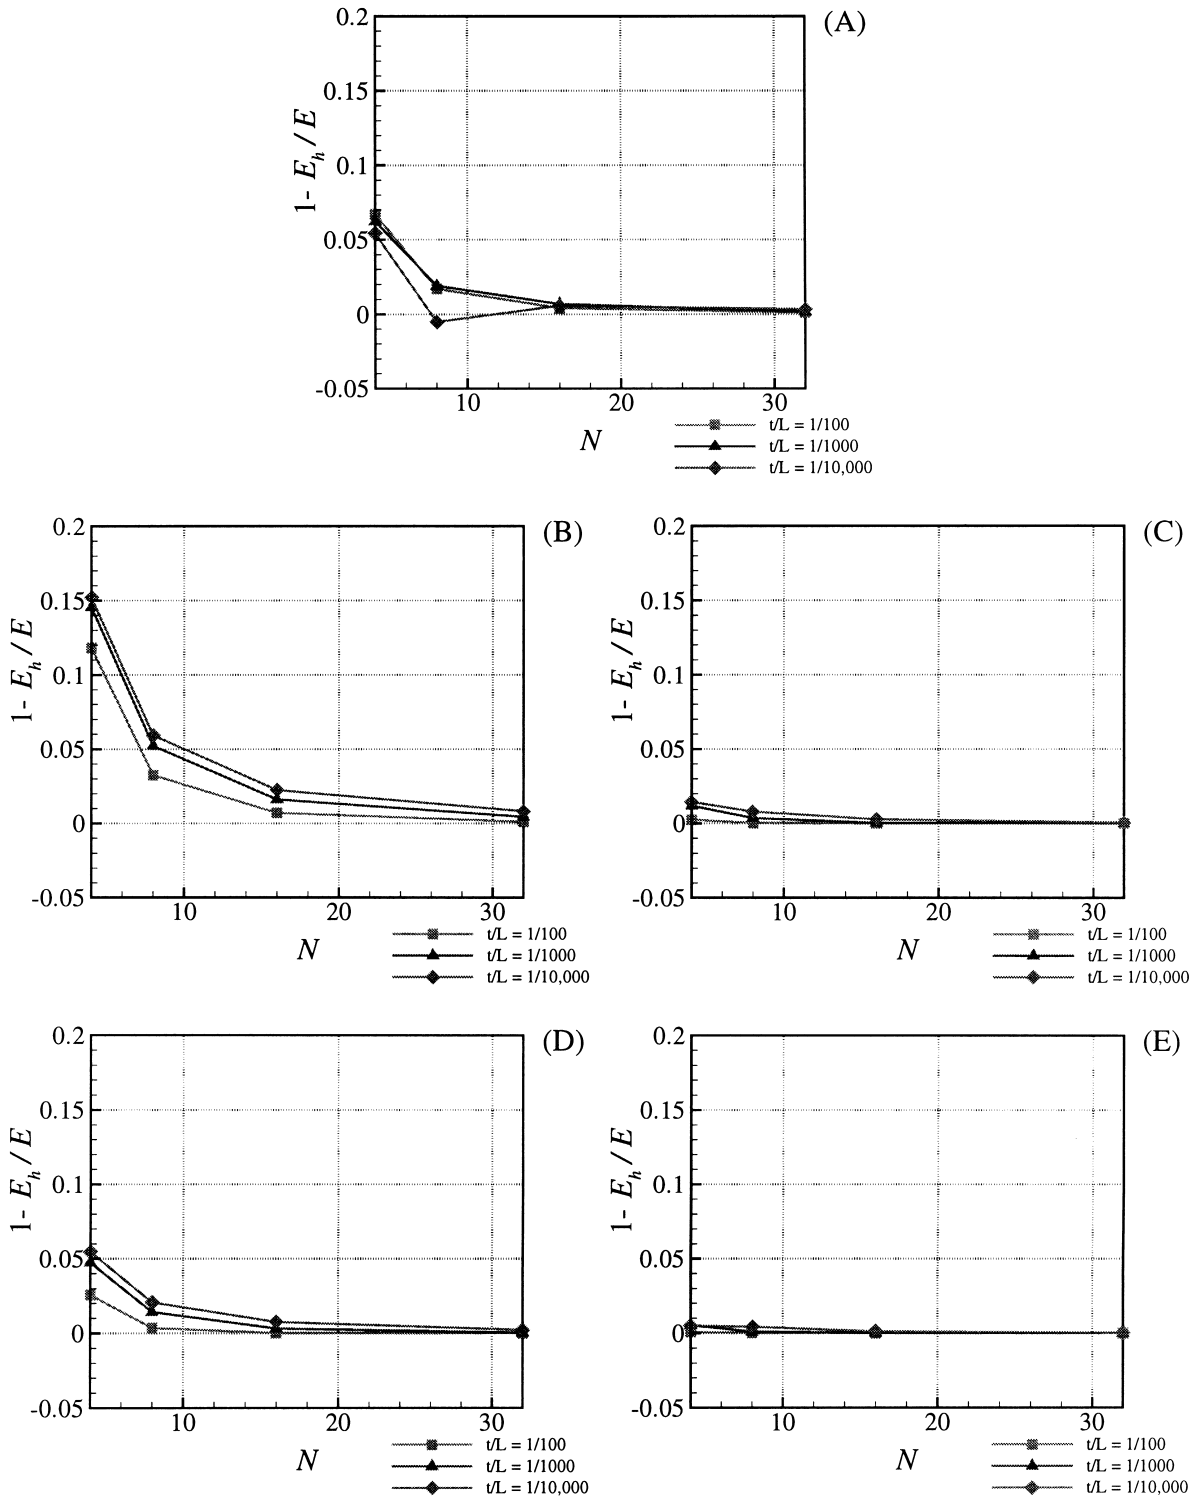 (A)
0.2
0.15
0.1
0.05
0
-0.05
1- E_h / E
10 20 30
N
t/L = 1/100
t/L = 1/1000
t/L = 1/10,000
(B)
0.2
0.15
0.1
0.05
0
-0.05
1- E_h / E
10 20 30
N
t/L = 1/100
t/L = 1/1000
t/L = 1/10,000
(C)
0.2
0.15
0.1
0.05
0
-0.05
1- E_h / E
10 20 30
N
t/L = 1/100
t/L = 1/1000
t/L = 1/10,000
(D)
0.2
0.15
0.1
0.05
0
-0.05
1- E_h / E
10 20 30
N
t/L = 1/100
t/L = 1/1000
t/L = 1/10,000
(E)
0.2
0.15
0.1
0.05
0
-0.05
1- E_h / E
10 20 30
N
t/L = 1/100
t/L = 1/1000
t/L = 1/10,000